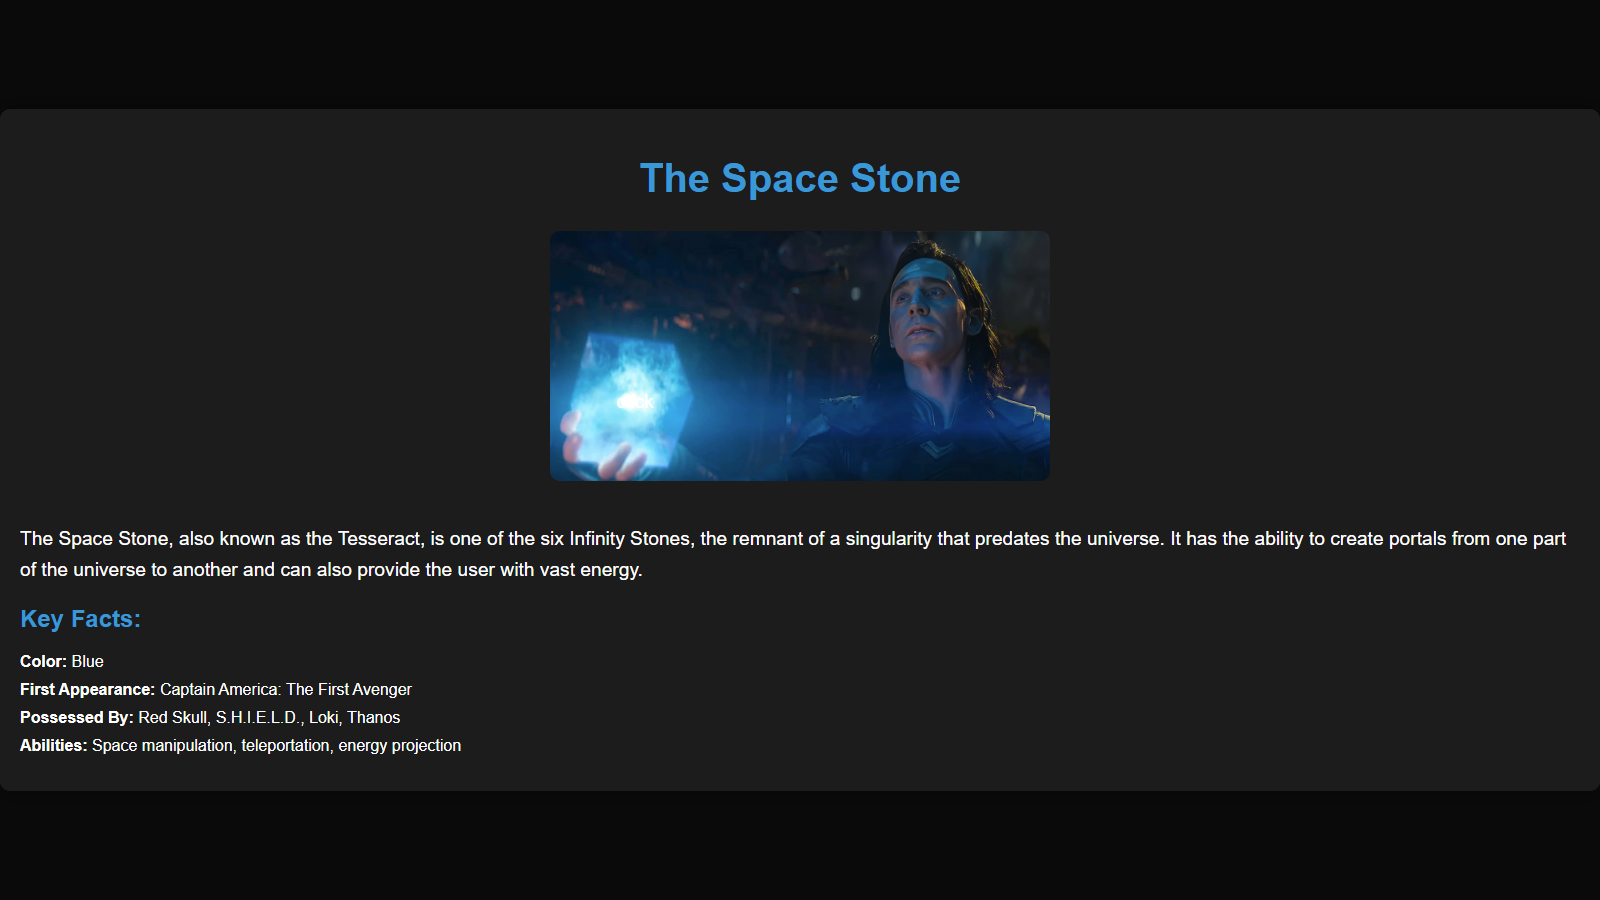 The Space Stone
The Space Stone, also known as the Tesseract, is one of the six Infinity Stones, the remnant of a singularity that predates the universe. It has the ability to create portals from one part
of the universe to another and can also provide the user with vast energy.
Key Facts:
Color: Blue
First Appearance: Captain America: The First Avenger
Possessed By: Red Skull, S.H.I.E.L.D., Loki, Thanos
Abilities: Space manipulation, teleportation, energy projection